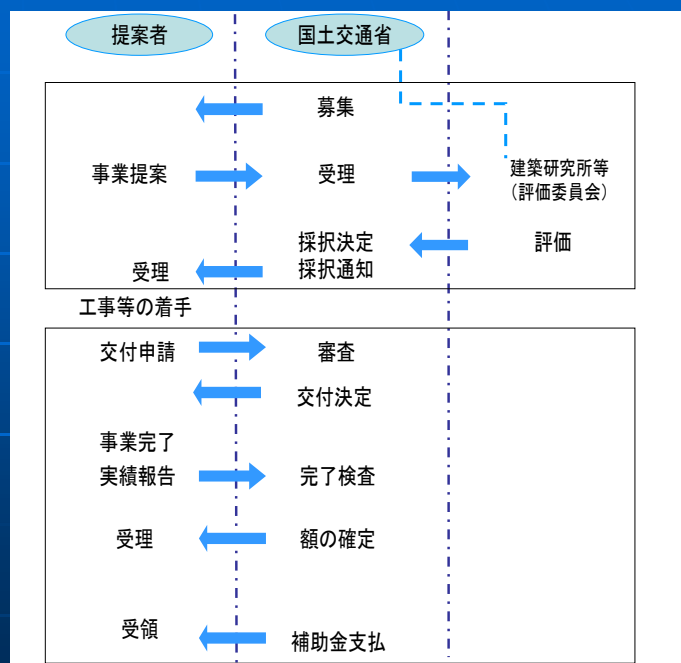 提案者
国土交通省
募集
事業提案
受理
建築研究所等
（評価委員会）
採択決定
評価
受理
採択通知
工事等の着手
交付申請
審査
交付決定
事業完了
実績報告
完了検査
受理
額の確定
受領
補助金支払